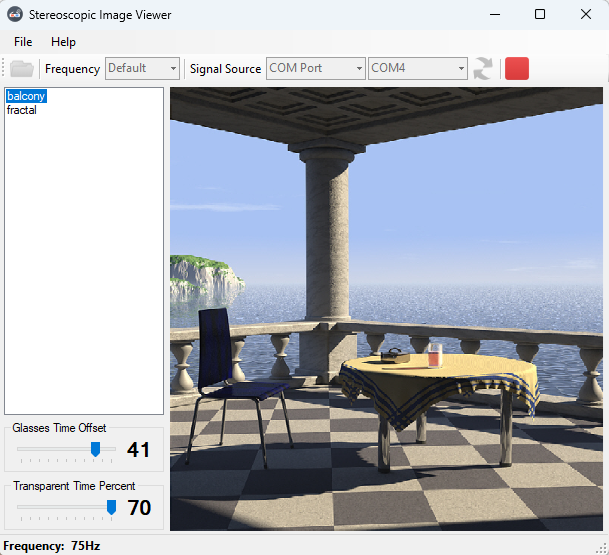 Stereoscopic Image Viewer
File Help
Frequency Default Signal Source COM Port COM4
balcony
fractal
Glasses Time Offset
41
Transparent Time Percent
70
Frequency: 75Hz